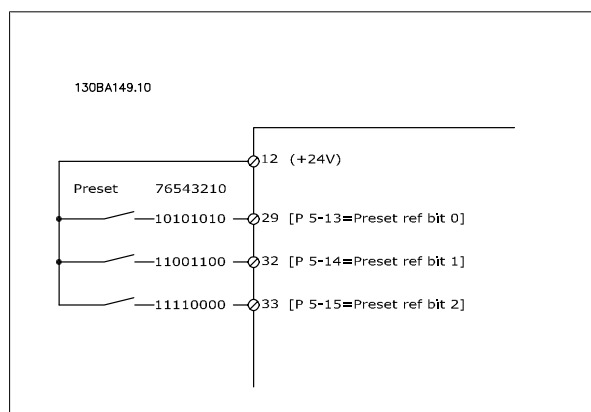 130BA149.10
12 (+24V)
Preset 76543210
10101010 29 [P 5-13=Preset ref bit 0]
11001100 32 [P 5-14=Preset ref bit 1]
11110000 33 [P 5-15=Preset ref bit 2]